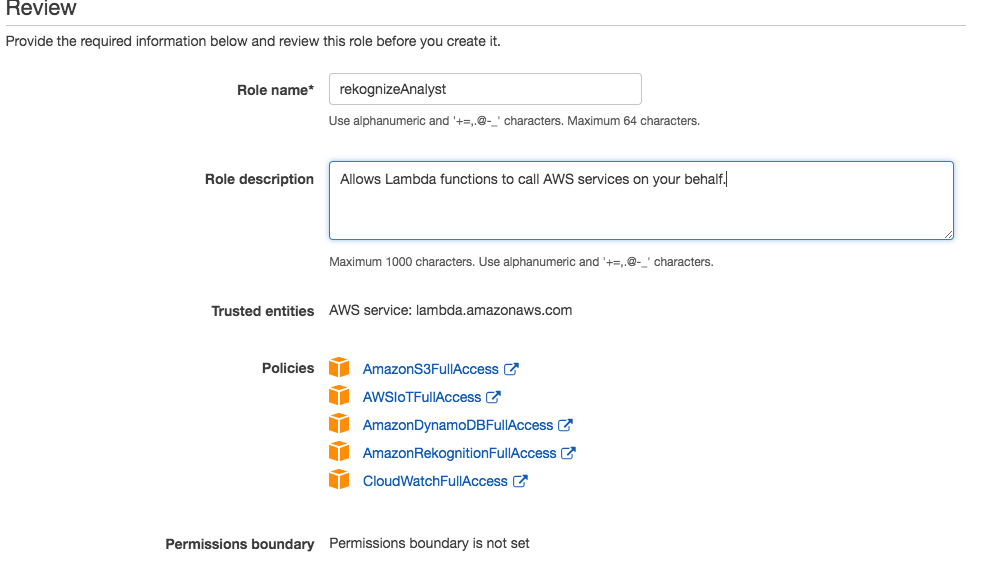 Review
Provide the required information below and review this role before you create it.
Role name* rekognizeAnalyst
Use alphanumeric and '+=,.@-_' characters. Maximum 64 characters.
Role description Allows Lambda functions to call AWS services on your behalf.
Maximum 1000 characters. Use alphanumeric and '+=,.@-_' characters.
Trusted entities AWS service: lambda.amazonaws.com
Policies AmazonS3FullAccess
AWSIoTFullAccess
AmazonDynamoDBFullAccess
AmazonRekognitionFullAccess
CloudWatchFullAccess
Permissions boundary Permissions boundary is not set